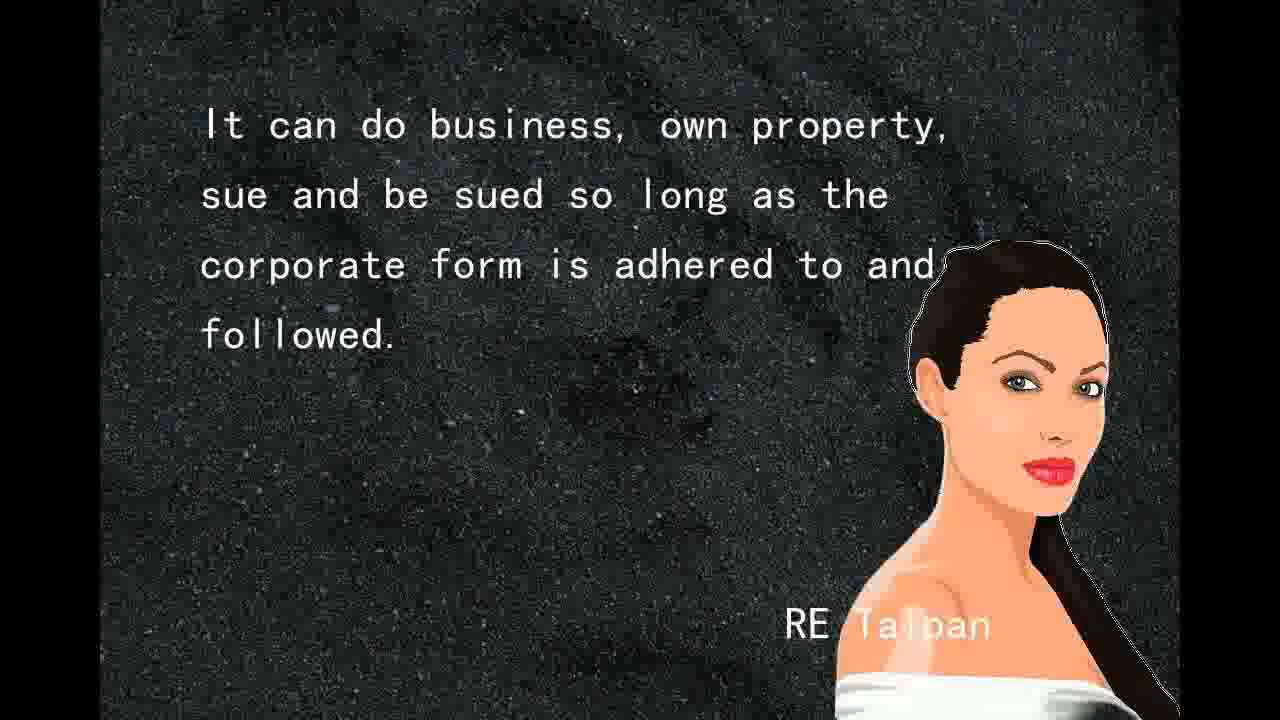 It can do business, own property,
sue and be sued so long as the
corporate form is adhered to and
followed.
RE Taipan